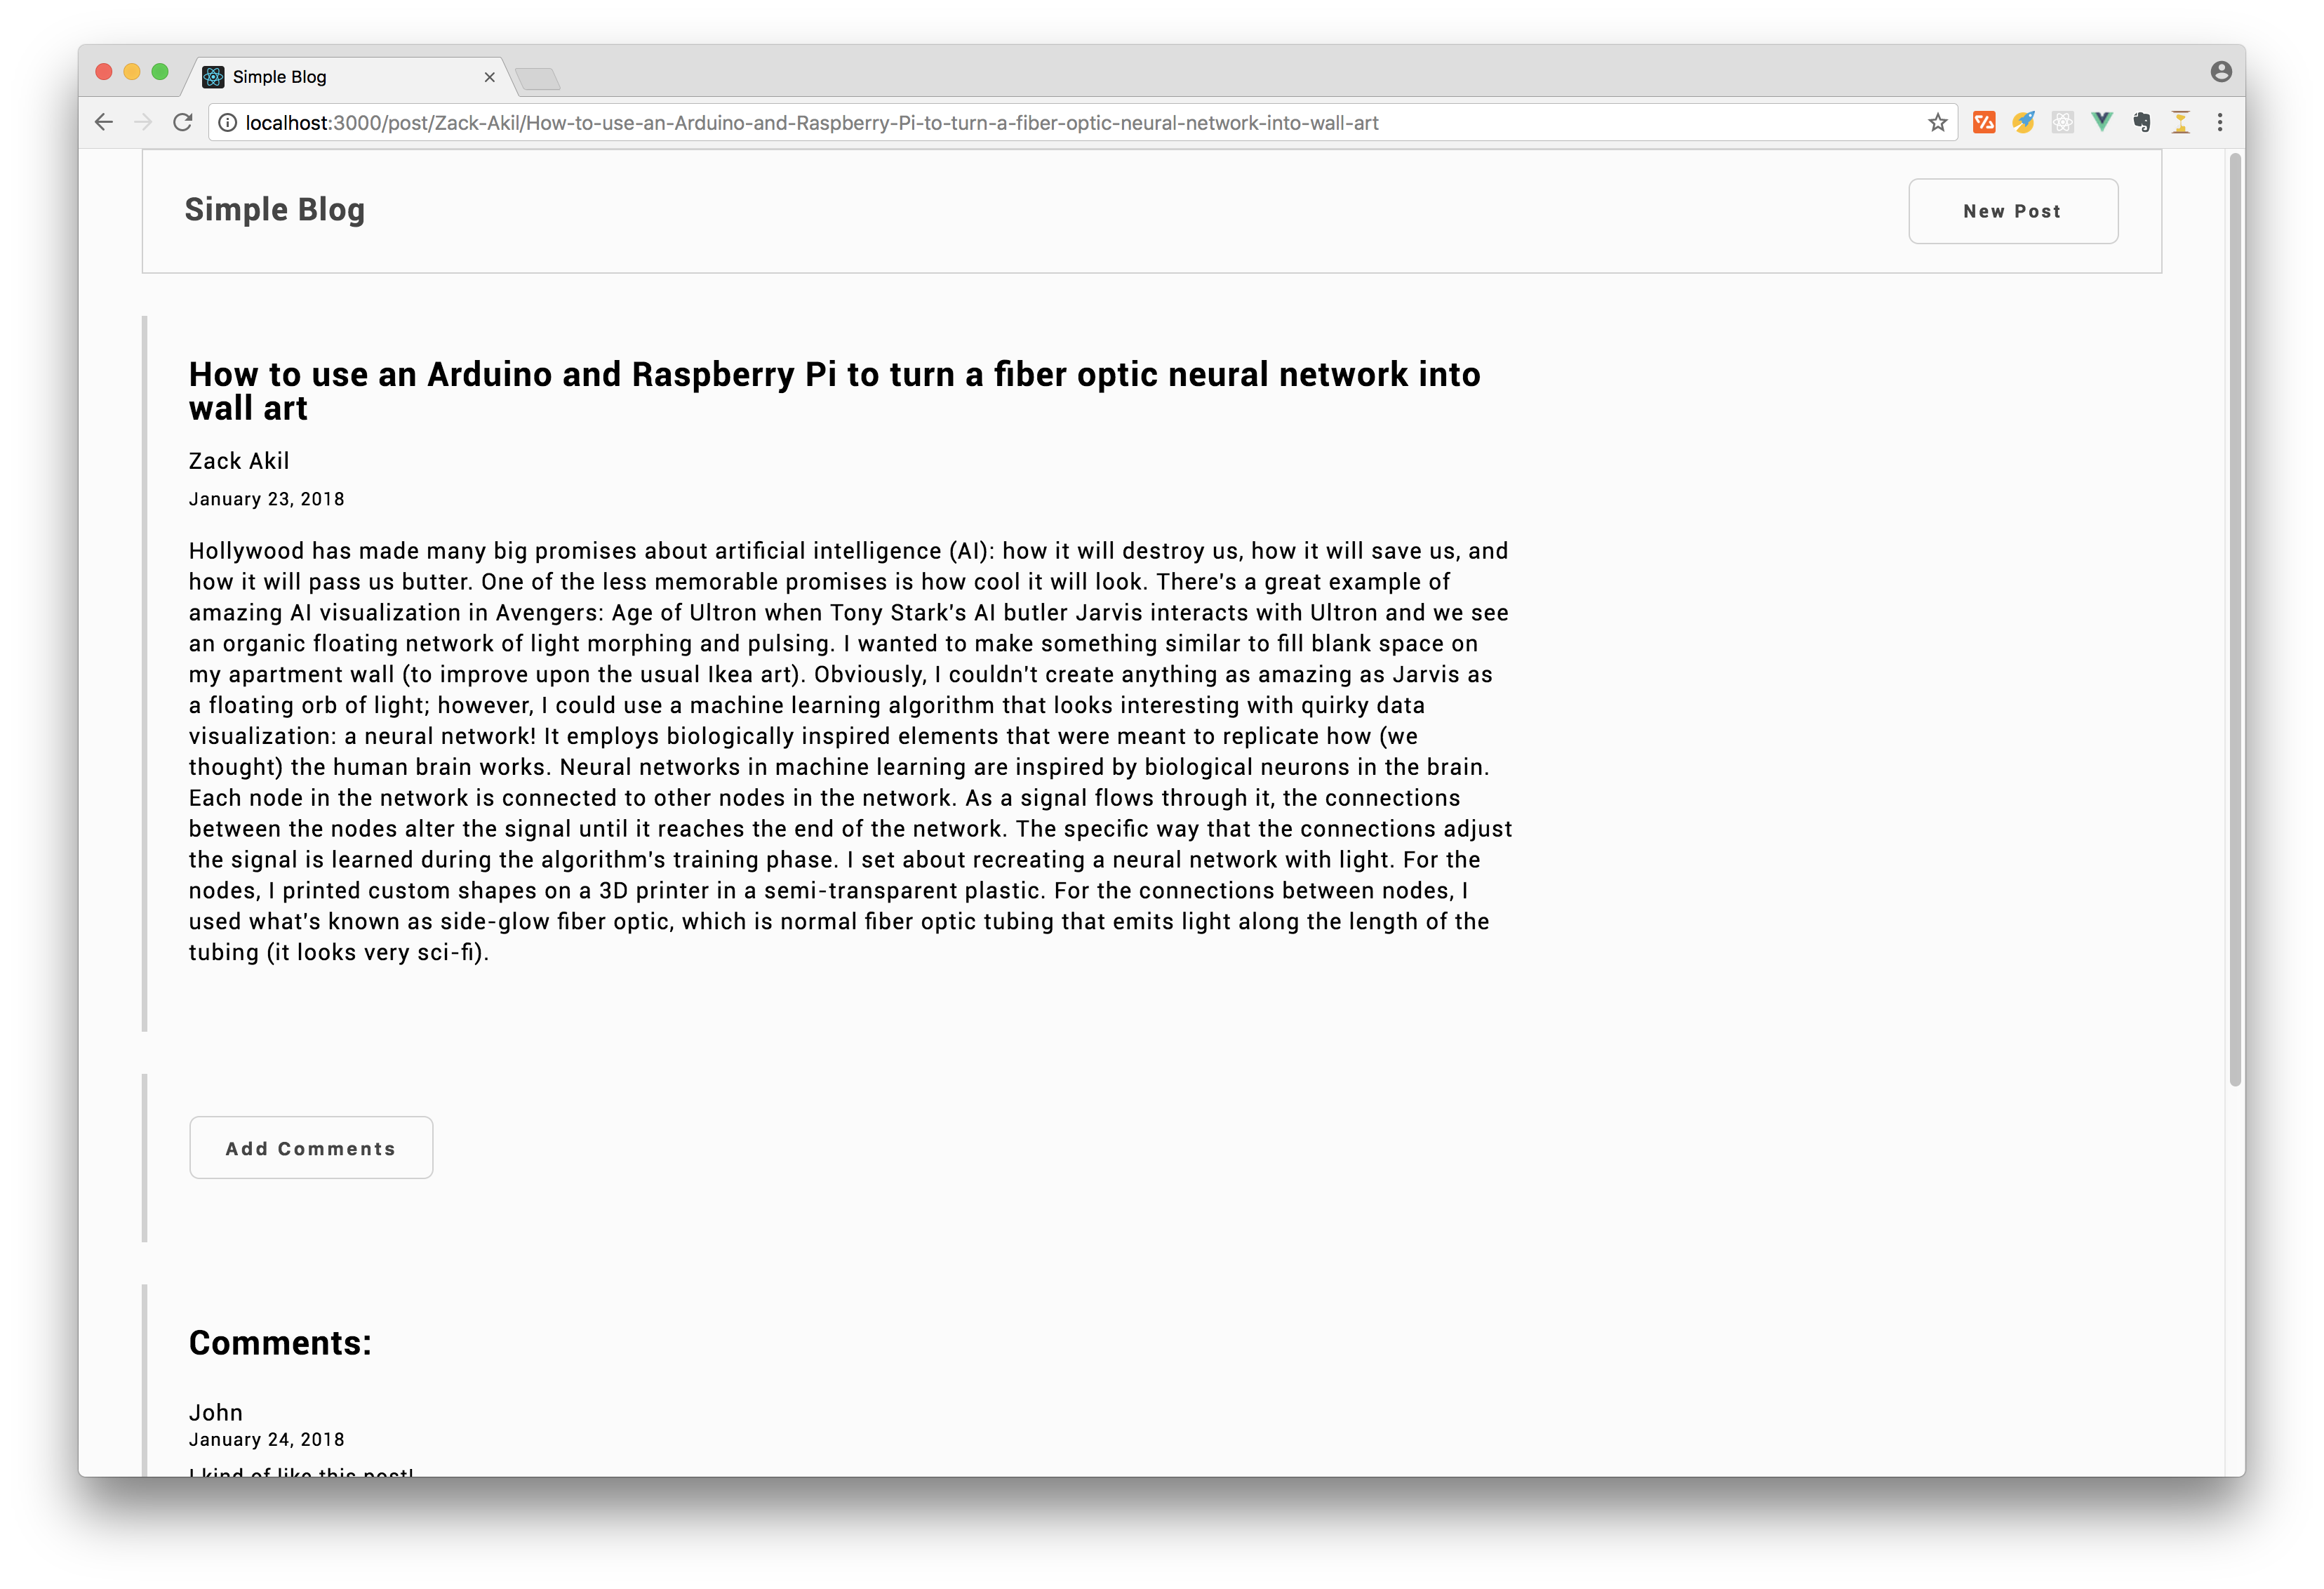 Simple Blog
localhost:3000/post/Zack-Akil/How-to-use-an-Arduino-and-Raspberry-Pi-to-turn-a-fiber-optic-neural-network-into-wall-art
Simple Blog
New Post
How to use an Arduino and Raspberry Pi to turn a fiber optic neural network into
wall art
Zack Akil
January 23, 2018
Hollywood has made many big promises about artificial intelligence (AI): how it will destroy us, how it will save us, and
how it will pass us butter. One of the less memorable promises is how cool it will look. There's a great example of
amazing AI visualization in Avengers: Age of Ultron when Tony Stark's AI butler Jarvis interacts with Ultron and we see
an organic floating network of light morphing and pulsing. I wanted to make something similar to fill blank space on
my apartment wall (to improve upon the usual Ikea art). Obviously, I couldn't create anything as amazing as Jarvis as
a floating orb of light; however, I could use a machine learning algorithm that looks interesting with quirky data
visualization: a neural network! It employs biologically inspired elements that were meant to replicate how (we
thought) the human brain works. Neural networks in machine learning are inspired by biological neurons in the brain.
Each node in the network is connected to other nodes in the network. As a signal flows through it, the connections
between the nodes alter the signal until it reaches the end of the network. The specific way that the connections adjust
the signal is learned during the algorithm's training phase. I set about recreating a neural network with light. For the
nodes, I printed custom shapes on a 3D printer in a semi-transparent plastic. For the connections between nodes, I
used what's known as side-glow fiber optic, which is normal fiber optic tubing that emits light along the length of the
tubing (it looks very sci-fi).
Add Comments
Comments:
John
January 24, 2018
I kind of like this post!